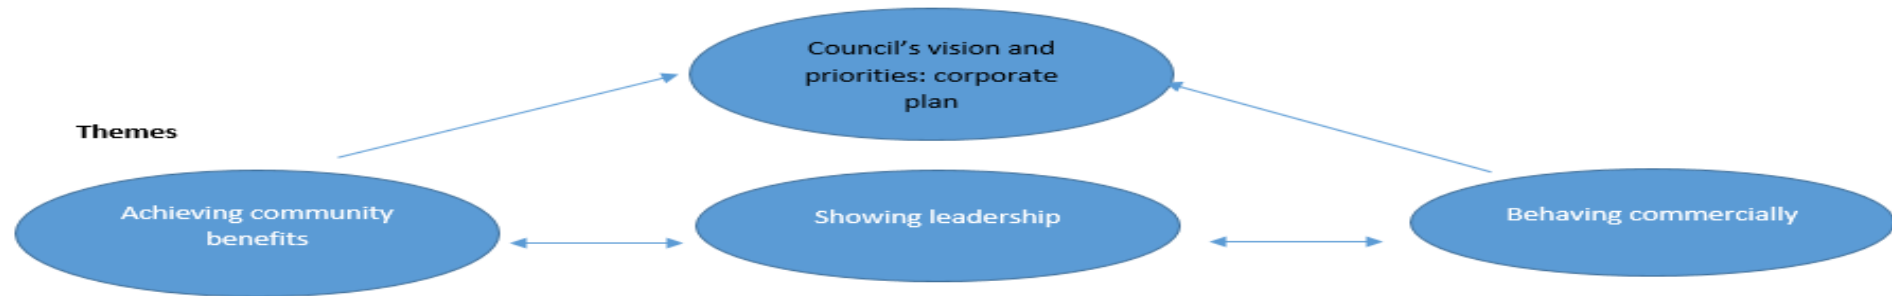 Council’s vision and
priorities: corporate
plan
Themes
Achieving community
benefits
Showing leadership
Behaving commercially